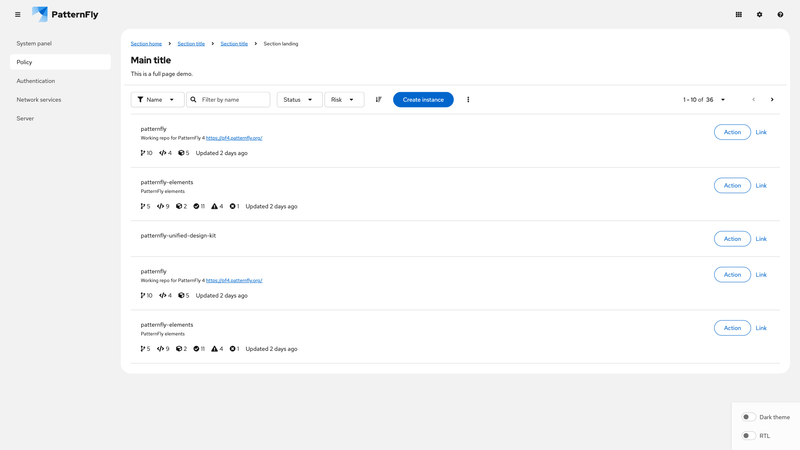 PatternFly
System panel
Policy
Authentication
Network services
Server
Section home Section title Section title Section landing
Main title
This is a full page demo.
Name Filter by name Status Risk Create instance 1 - 10 of 36
patternfly
Working repo for PatternFly 4 https://pf4.patternfly.org/
10 4 5 Updated 2 days ago
Action Link
patternfly-elements
PatternFly elements
5 9 2 11 4 1 Updated 2 days ago
Action Link
patternfly-unified-design-kit
Action Link
patternfly
Working repo for PatternFly 4 https://pf4.patternfly.org/
10 4 5 Updated 2 days ago
Action Link
patternfly-elements
PatternFly elements
5 9 2 11 4 1 Updated 2 days ago
Action Link
Dark theme
RTL